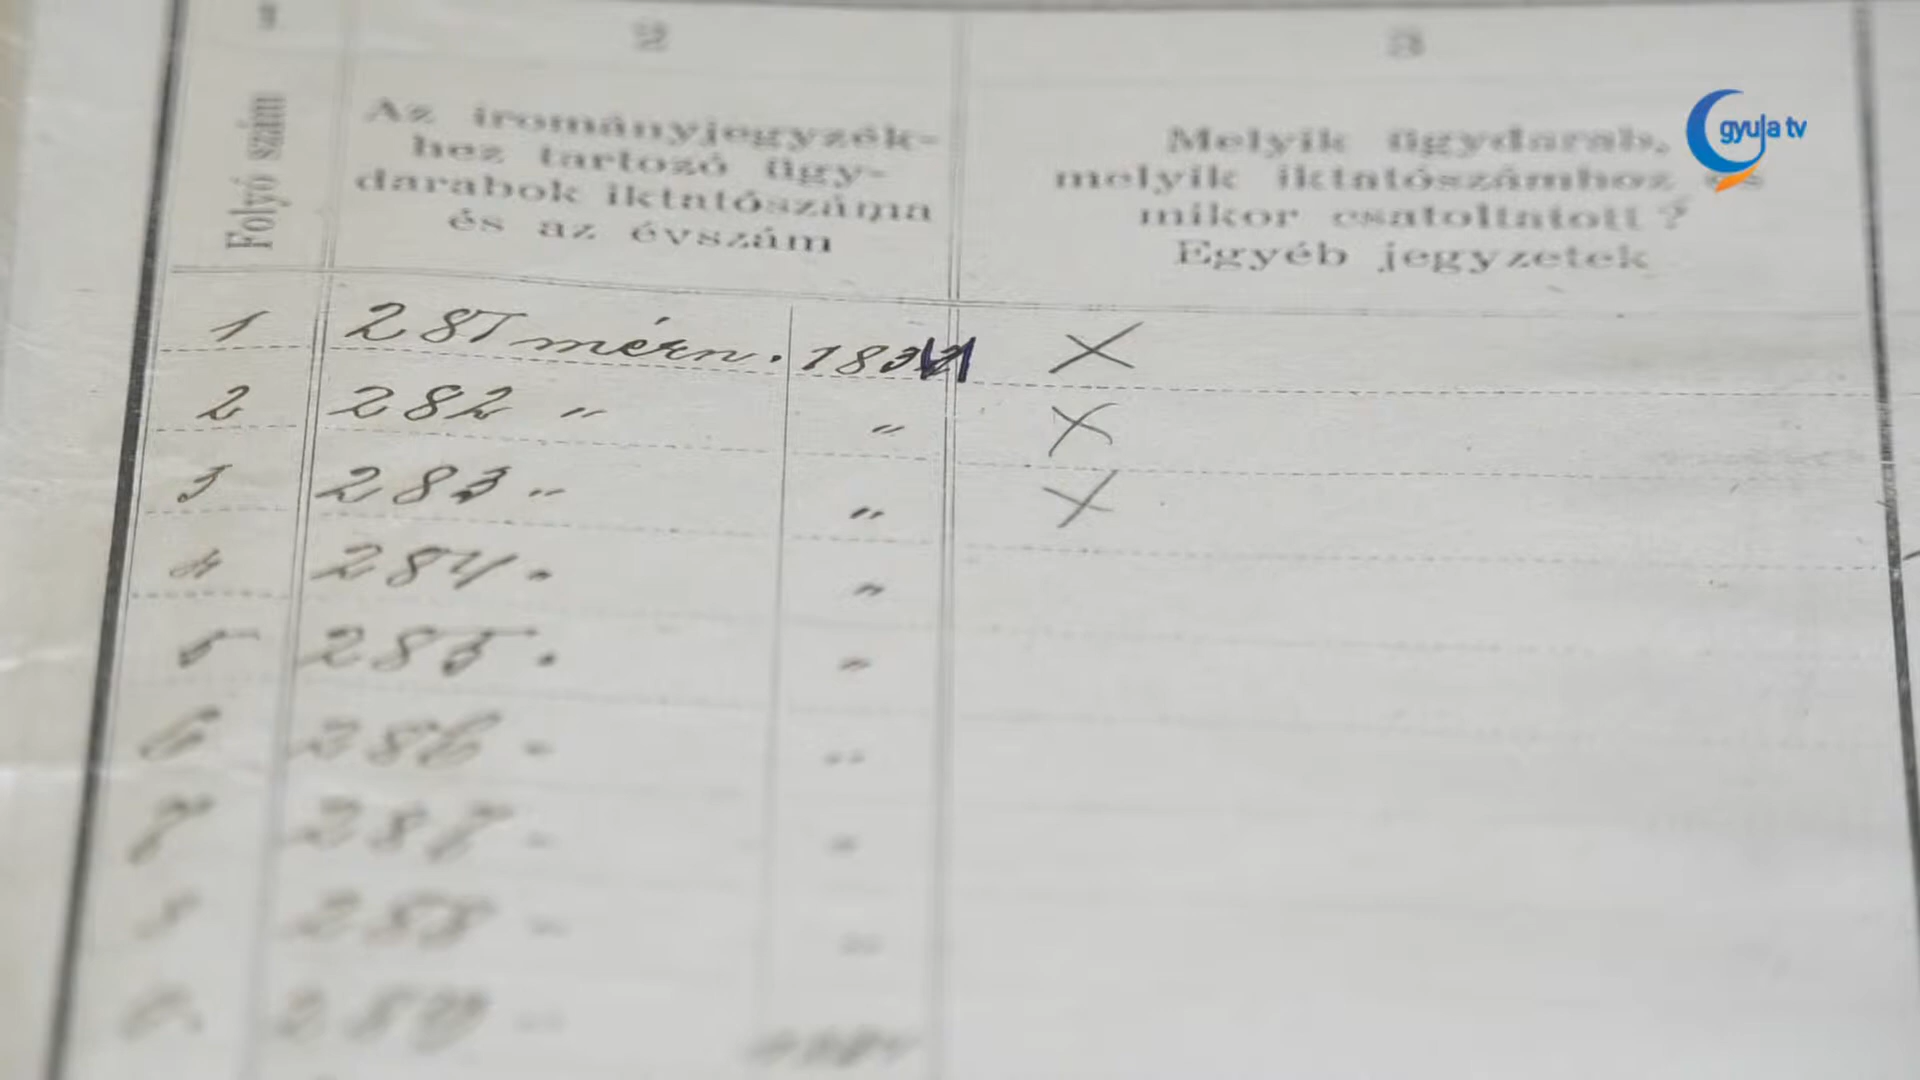 2
3
Folyó szám
Az irományjegyzék-
hez tartozó ügy-
darabok iktatószáma
és az évszám
Melyik ügydarab,
melyik iktatószámhoz és
mikor csatoltatott?
Egyéb jegyzetek
gyula tv
1 281 mérn. X
2 282 " " X
3 283 " " X
4 284 " "
5 285 " "
6 286 " "
7 287 " "
8 288 " "
289 "